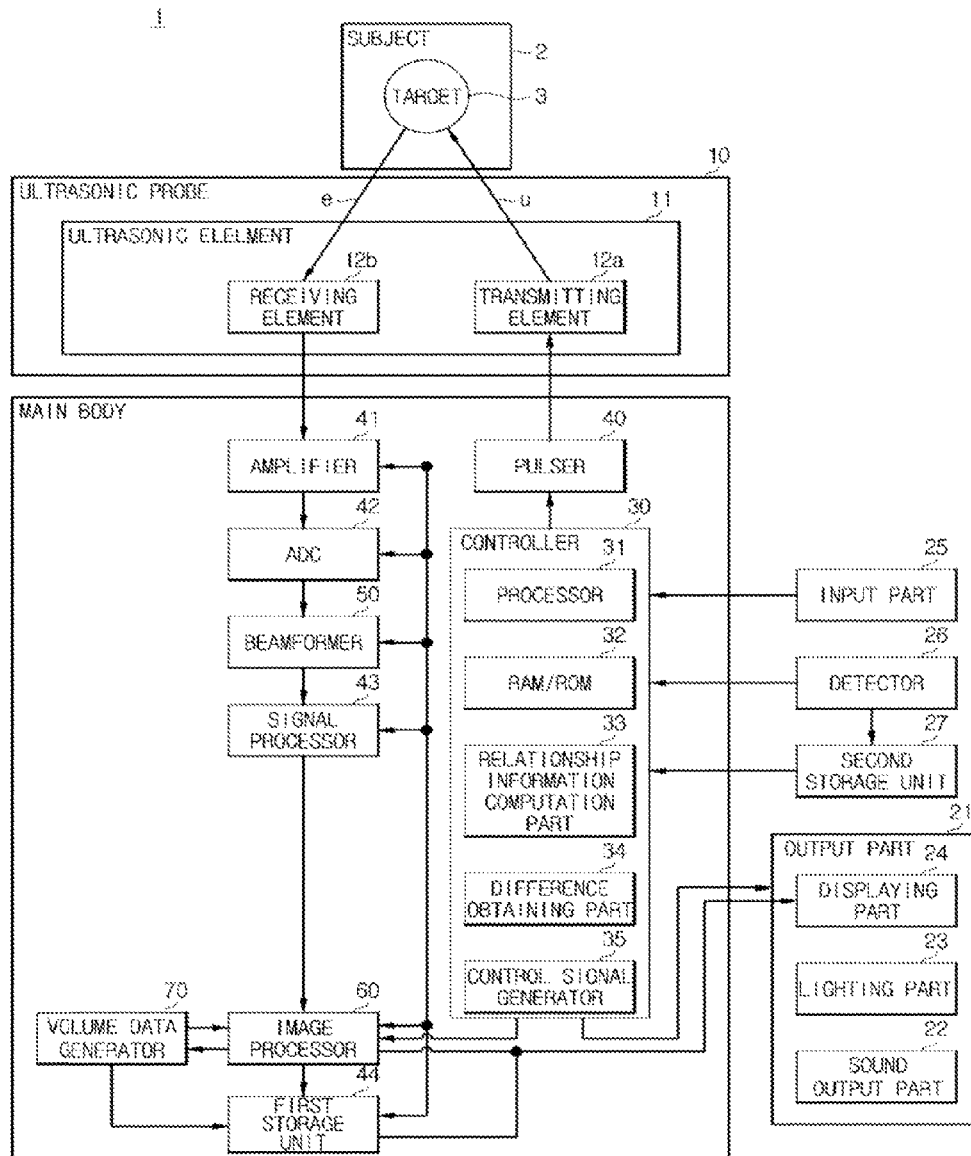 1
SUBJECT
2
TARGET
3
10
ULTRASONIC PROBE
e
u
11
ULTRASONIC ELELMENT
12b
12a
RECEIVING
ELEMENT
TRANSMITTING
ELEMENT
MAIN BODY
41
40
AMPLIFIER
PULSER
42
30
ADC
CONTROLLER
31
25
PROCESSOR
INPUT PART
50
BEAMFORMER
32
26
RAM/ROM
DETECTOR
43
SIGNAL
PROCESSOR
33
27
RELATIONSHIP
INFORMATION
COMPUTATION
PART
SECOND
STORAGE UNIT
21
OUTPUT PART
34
24
DIFFERENCE
OBTAINING PART
DISPLAYING
PART
35
23
CONTROL SIGNAL
GENERATOR
LIGHTING PART
70
60
VOLUME DATA
GENERATOR
IMAGE
PROCESSOR
22
SOUND
OUTPUT PART
44
FIRST
STORAGE
UNIT